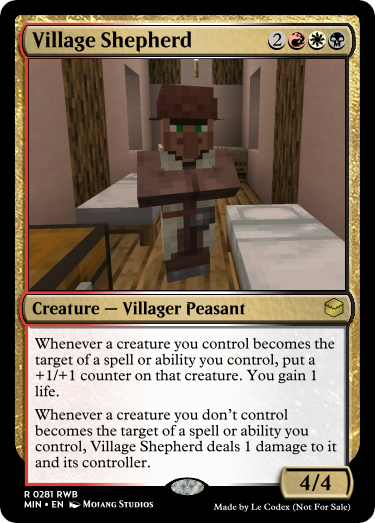 Village Shepherd 2
Creature — Villager Peasant
Whenever a creature you control becomes the
target of a spell or ability you control, put a
+1/+1 counter on that creature. You gain 1
life.
Whenever a creature you don't control
becomes the target of a spell or ability you
control, Village Shepherd deals 1 damage to it
and its controller.
4/4
R 0281 RWB
MIN • EN Mojang Studios
Made by Le Codex (Not For Sale)